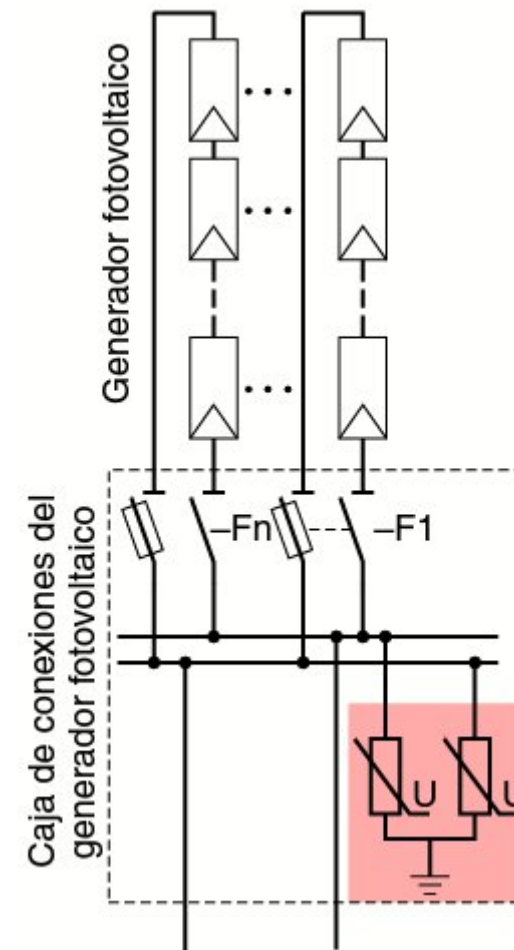 Generador fotovoltaico
–Fn
–F1
Caja de conexiones del
generador fotovoltaico
U
U